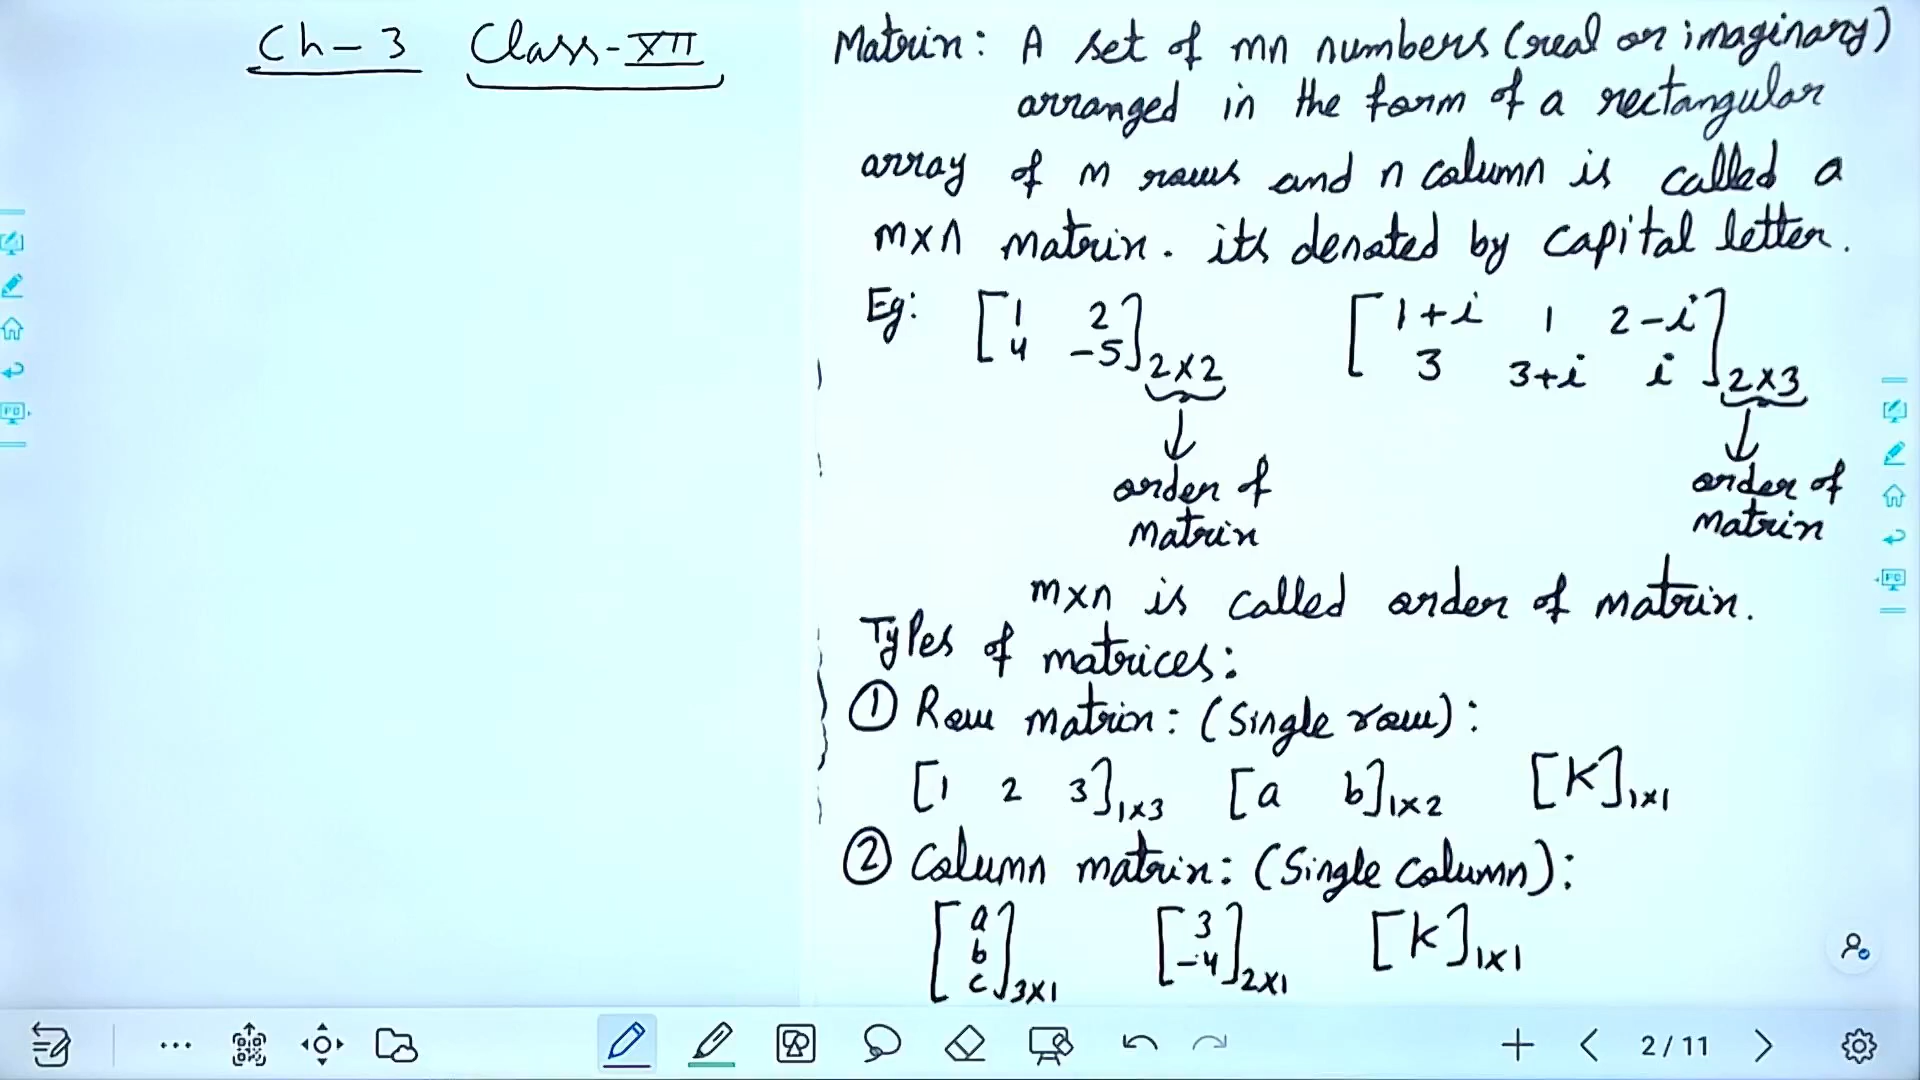 Ch-3 Class-XII
Matrix: A set of mn numbers (real or imaginary)
arranged in the form of a rectangular
array of m rows and n column is called a
m×n matrix. its denoted by capital letter.
Eg: [1 2 [1+i 1 2-i
4 -5]2×2 3 3+i i]2×3
order of order of
matrix matrix
m×n is called order of matrix.
Types of matrices:
① Row matrix: (Single row):
[1 2 3]1×3 [a b]1×2 [K]1×1
② Column matrix: (Single column):
[a [3 [K]1×1
b -4]2×1
c]3×1
2/11